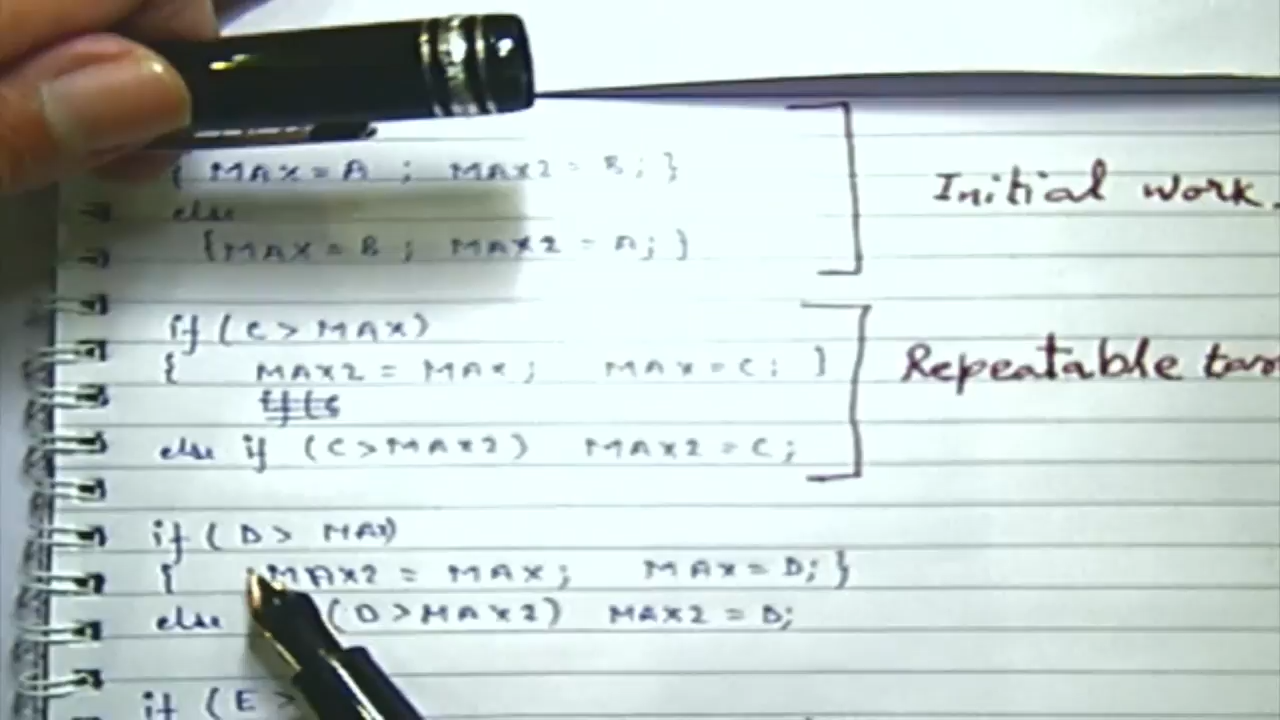 { MAX = A ; MAX2 = B; }
else
{MAX = B ; MAX2 = A; }
Initial work.
if ( C > MAX)
{ MAX2 = MAX; MAX = C; }
else if (C > MAX2) MAX2 = C;
Repeatable
if ( D > MAX)
{ MAX2 = MAX; MAX = D; }
else (D > MAX2) MAX2 = D;
if ( E >